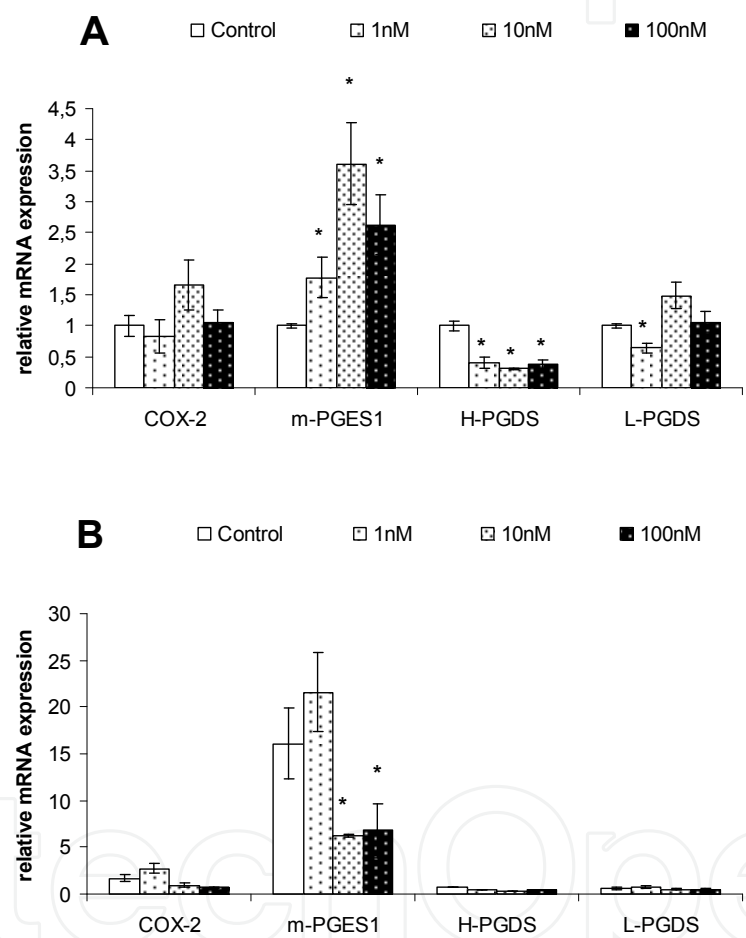 A
Control 1nM 10nM 100nM
relative mRNA expression
4,5
4
3,5
3
2,5
2
1,5
1
0,5
0
* * * * * * *
COX-2 m-PGES1 H-PGDS L-PGDS
B
Control 1nM 10nM 100nM
relative mRNA expression
30
25
20
15
10
5
0
* *
COX-2 m-PGES1 H-PGDS L-PGDS
techOpe